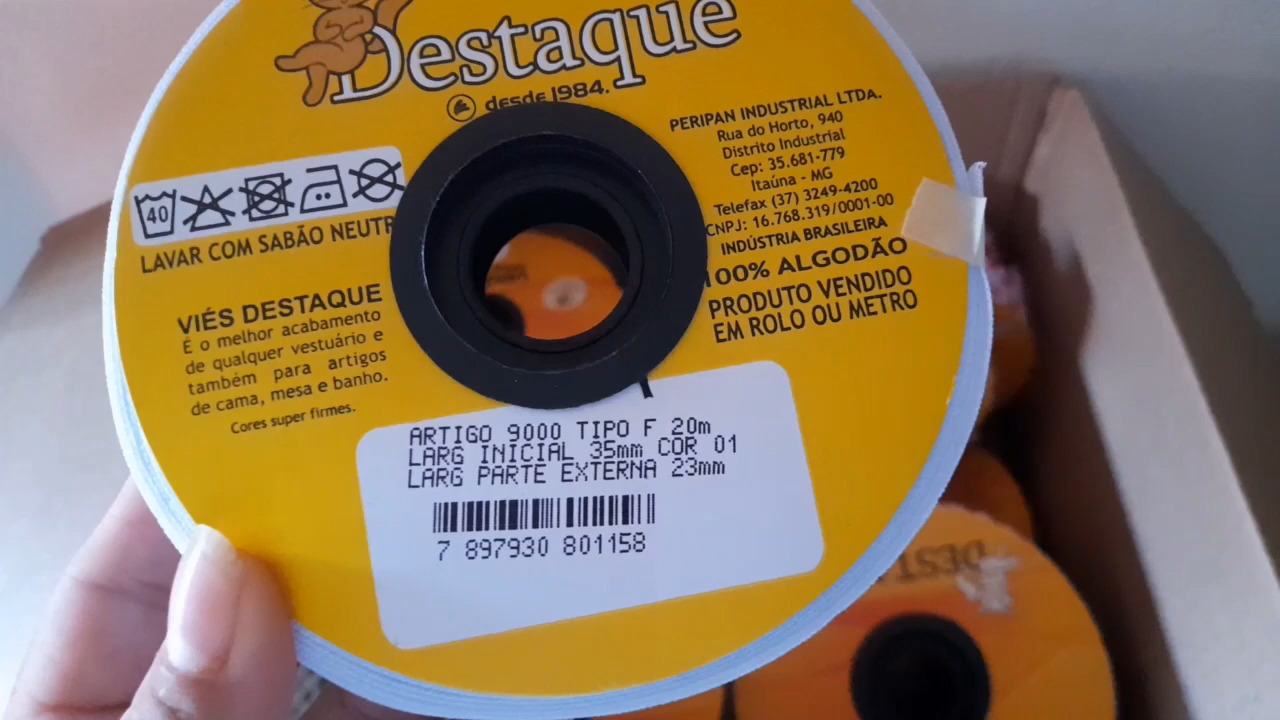 Destaque
desde 1984.
40
LAVAR COM SABÃO NEUTR
VIÉS DESTAQUE
É o melhor acabamento
de qualquer vestuário e
também para artigos
de cama, mesa e banho.
Cores super firmes.
PERIPAN INDUSTRIAL LTDA.
Rua do Horto, 940
Distrito Industrial
Cep: 35.681-779
Itaúna - MG
Telefax (37) 3249-4200
CNPJ: 16.768.319/0001-00
INDÚSTRIA BRASILEIRA
100% ALGODÃO
PRODUTO VENDIDO
EM ROLO OU METRO
ARTIGO 9000 TIPO F 20m
LARG INICIAL 35mm COR 01
LARG PARTE EXTERNA 23mm
7 897930 801158
DESTA